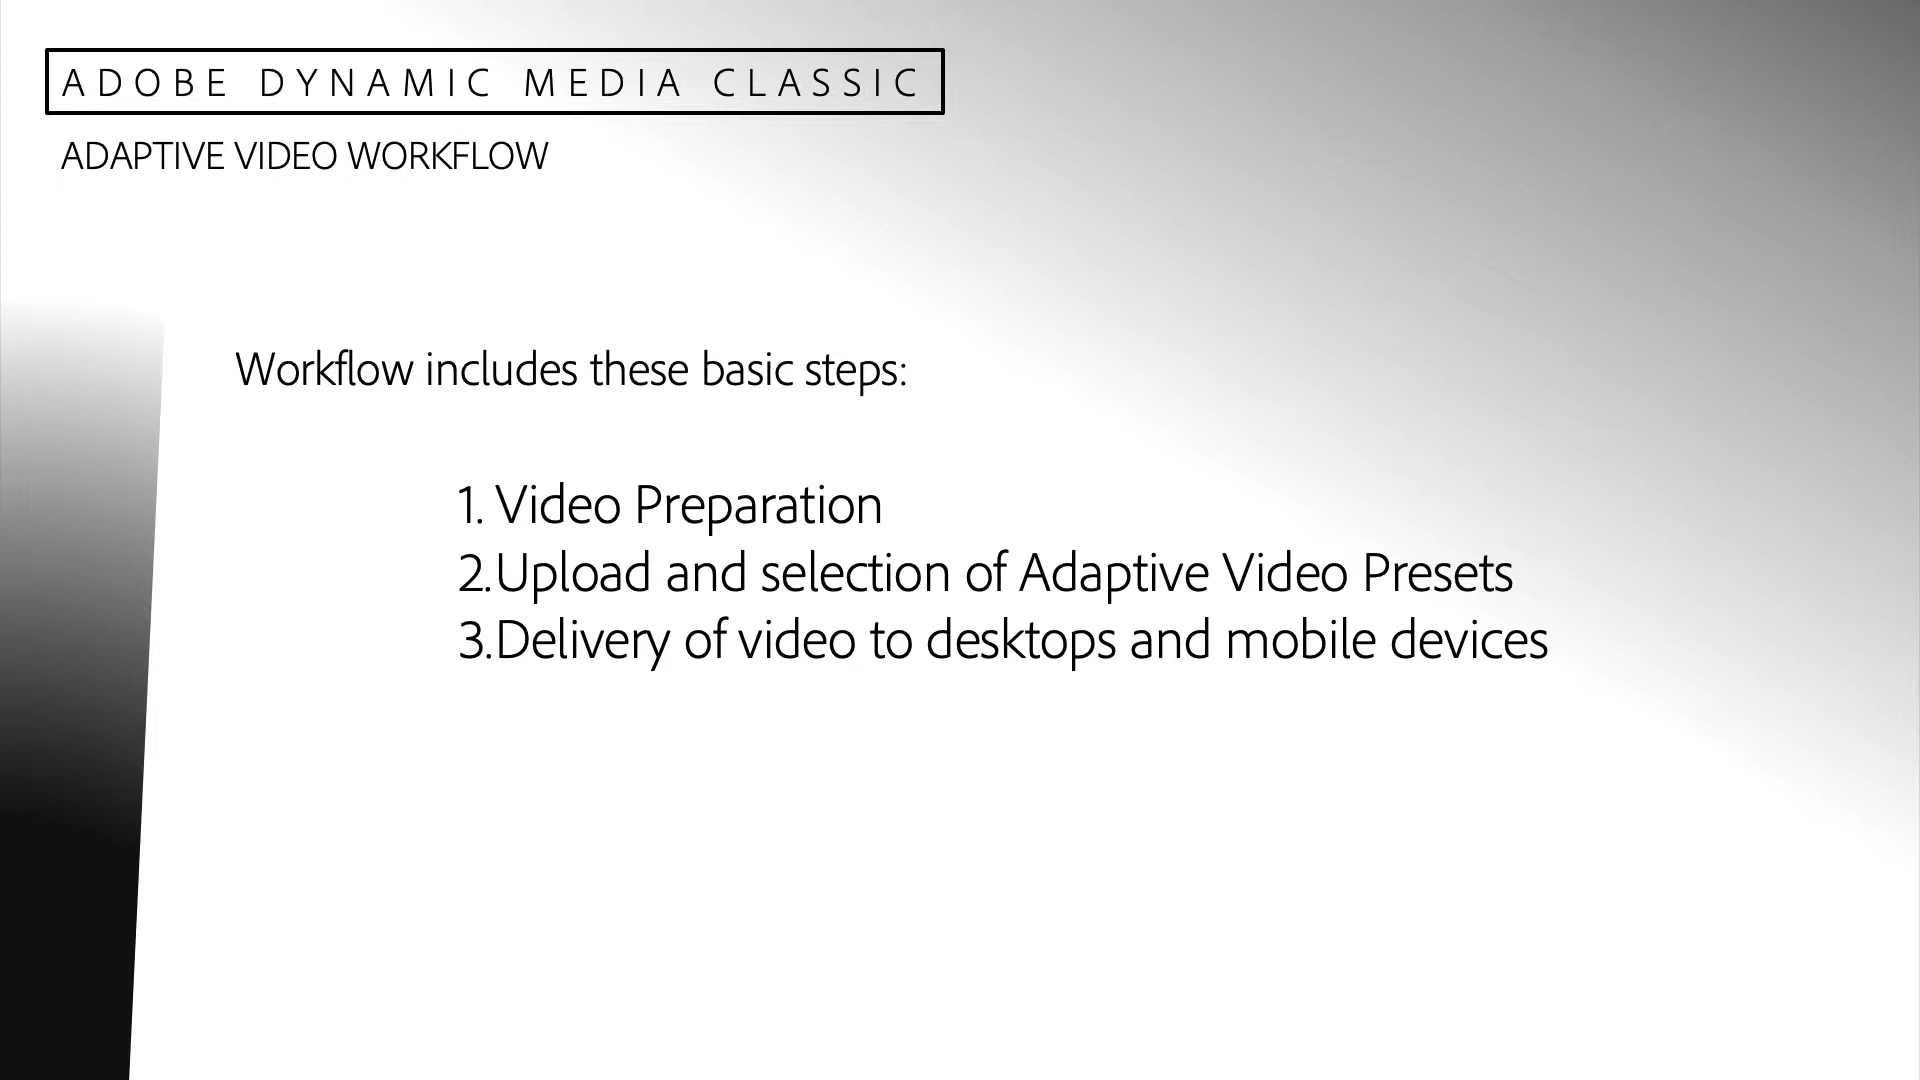 ADOBE DYNAMIC MEDIA CLASSIC
ADAPTIVE VIDEO WORKFLOW
Workflow includes these basic steps:
1. Video Preparation
2.Upload and selection of Adaptive Video Presets
3.Delivery of video to desktops and mobile devices